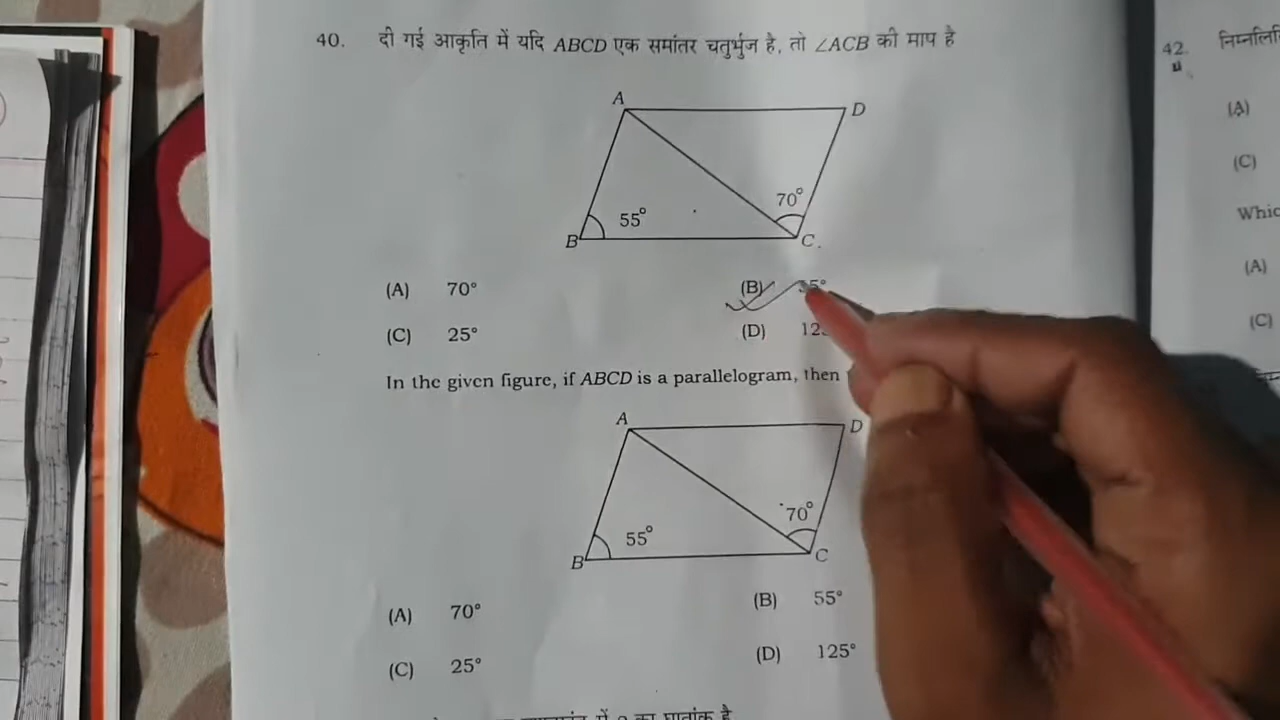 40. दी गई आकृति में यदि ABCD एक समांतर चतुर्भुज है, तो ∠ACB की माप है
A
D
70°
55°
B
C
(A) 70°
(B)
(C) 25°
(D)
In the given figure, if ABCD is a parallelogram, then
A
D
70°
55°
B
C
(A) 70°
(B) 55°
(C) 25°
(D) 125°
42.
(A)
(C)
(A)
(C)